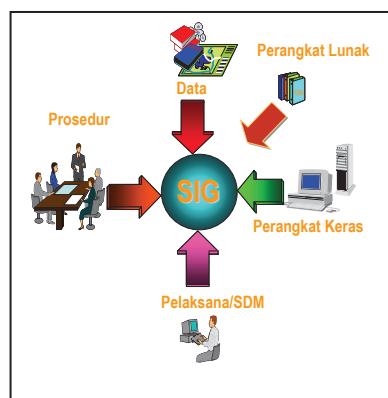 Perangkat Lunak
Data
Prosedur
SIG
Perangkat Keras
Pelaksana/SDM